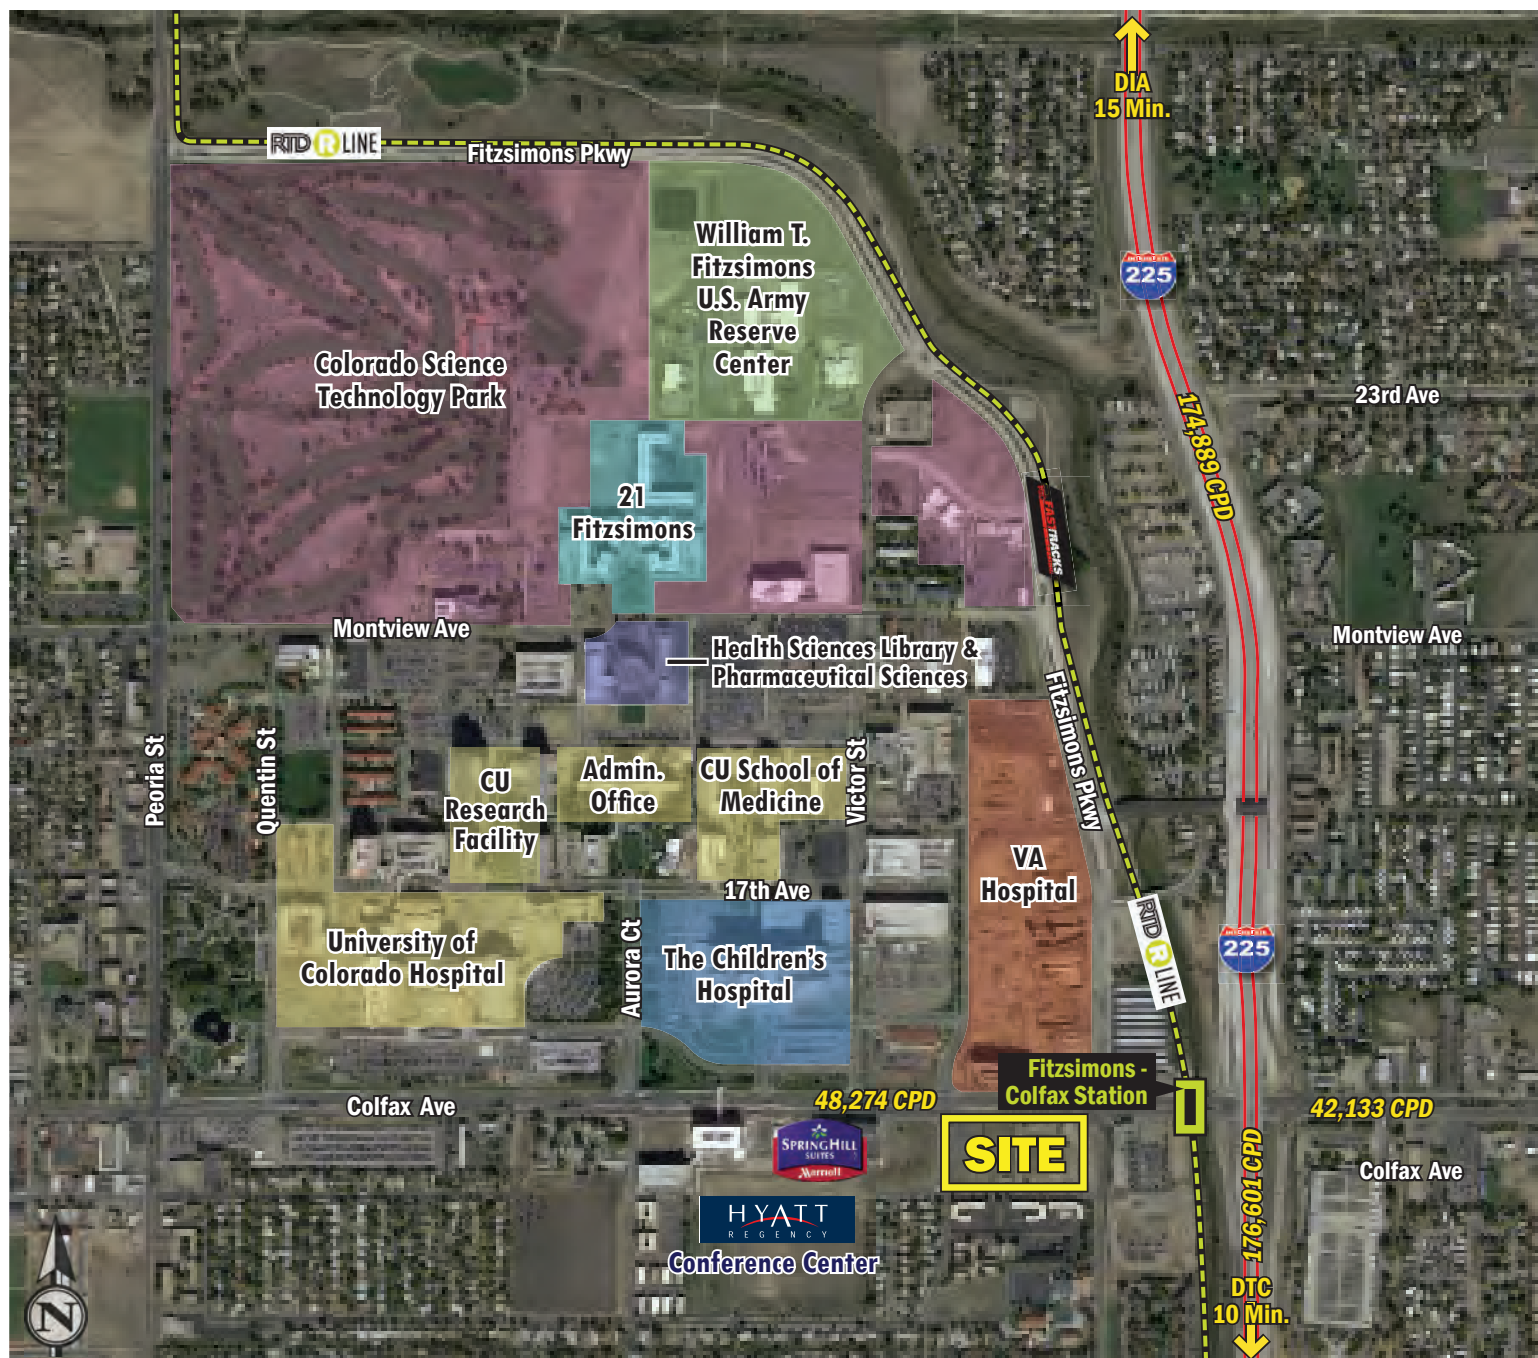 DIA
15 Min.
RTD R LINE
Fitzsimons Pkwy
William T.
Fitzsimons
U.S. Army
Reserve
Center
INTERSTATE
225
Colorado Science
Technology Park
23rd Ave
174,889 CPD
21
Fitzsimons
FASTRACKS
Montview Ave
Montview Ave
Health Sciences Library &
Pharmaceutical Sciences
Fitzsimons Pkwy
Peoria St
Quentin St
Victor St
CU
Research
Facility
Admin.
Office
CU School of
Medicine
VA
Hospital
17th Ave
University of
Colorado Hospital
Aurora Ct
The Children's
Hospital
RTD R LINE
INTERSTATE
225
Fitzsimons -
Colfax Station
Colfax Ave
48,274 CPD
42,133 CPD
SPRINGHILL
SUITES
Marriott
SITE
Colfax Ave
176,601 CPD
HYATT
REGENCY
Conference Center
DTC
10 Min.
N